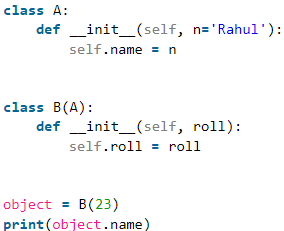 class A:
    def __init__(self, n='Rahul'):
        self.name = n
class B(A):
    def __init__(self, roll):
        self.roll = roll
object = B(23)
print(object.name)